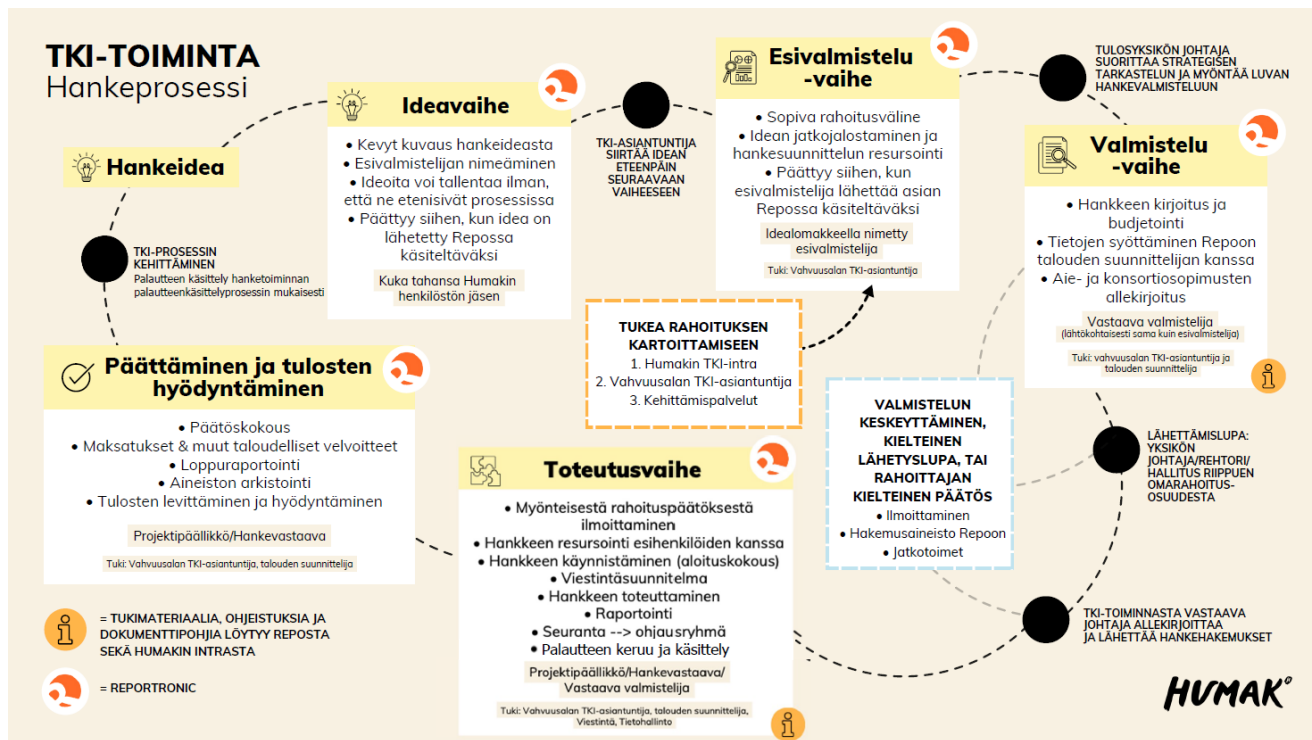 TKI-TOIMINTA
Hankeprosessi
Hankeidea
TKI-PROSESSIN
KEHITTÄMINEN
Palautteen käsittely hanketoiminnan
palautteenkäsittelyprosessin mukaisesti
Ideavaihe
• Kevyt kuvaus hankeideasta
• Esivalmistelijan nimeäminen
• Ideoita voi tallentaa ilman,
että ne etenisivät prosessissa
• Päättyy siihen, kun idea on
lähetetty Repossa
käsiteltäväksi
Kuka tahansa Humakin
henkilöstön jäsen
TKI-ASIANTUNTIJA
SIIRTÄÄ IDEAN
ETEENPÄIN
SEURAAVAAN
VAIHEESEEN
Esivalmistelu
-vaihe
• Sopiva rahoitusväline
• Idean jatkojalostaminen ja
hankesuunnittelun resursointi
• Päättyy siihen, kun
esivalmistelija lähettää asian
Repossa käsiteltäväksi
Idealomakkeella nimetty
esivalmistelija
Tuki: Vahvuusalan TKI-asiantuntija
TULOSYKSIKÖN JOHTAJA
SUORITTAA STRATEGISEN
TARKASTELUN JA MYÖNTÄÄ LUVAN
HANKEVALMISTELUUN
Valmistelu
-vaihe
• Hankkeen kirjoitus ja
budjetointi
• Tietojen syöttäminen Repoon
talouden suunnittelijan kanssa
• Aie- ja konsortiosopimusten
allekirjoitus
Vastaava valmistelija
(lähtökohtaisesti sama kuin esivalmistelija)
Tuki: vahvuusalan TKI-asiantuntija ja
talouden suunnittelija
TUKEA RAHOITUKSEN
KARTOITTAMISEEN
1. Humakin TKI-intra
2. Vahvuusalan TKI-asiantuntija
3. Kehittämispalvelut
VALMISTELUN
KESKEYTTÄMINEN,
KIELTEINEN
LÄHETYSLUPA, TAI
RAHOITTAJAN
KIELTEINEN PÄÄTÖS
• Ilmoittaminen
• Hakemusaineisto Repoon
• Jatkotoimet
LÄHETTÄMISLUPA:
YKSIKÖN
JOHTAJA/REHTORI/
HALLITUS RIIPPUEN
OMARAHOITUS-
OSUUDESTA
TKI-TOIMINNASTA VASTAAVA
JOHTAJA ALLEKIRJOITTAA
JA LÄHETTÄÄ HANKEHAKEMUKSET
Toteutusvaihe
• Myönteisestä rahoituspäätöksestä
ilmoittaminen
• Hankkeen resursointi esihenkilöiden kanssa
• Hankkeen käynnistäminen (aloituskokous)
• Viestintäsuunnitelma
• Hankkeen toteuttaminen
• Raportointi
• Seuranta --> ohjausryhmä
• Palautteen keruu ja käsittely
Projektipäällikkö/Hankevastaava/
Vastaava valmistelija
Tuki: Vahvuusalan TKI-asiantuntija, talouden suunnittelija,
Viestintä, Tietohallinto
Päättäminen ja tulosten
hyödyntäminen
• Päätöskokous
• Maksatukset & muut taloudelliset velvoitteet
• Loppuraportointi
• Aineiston arkistointi
• Tulosten levittäminen ja hyödyntäminen
Projektipäällikkö/Hankevastaava
Tuki: Vahvuusalan TKI-asiantuntija, talouden suunnittelija
= TUKIMATERIAALIA, OHJEISTUKSIA JA
DOKUMENTTIPOHJIA LÖYTYY REPOSTA
SEKÄ HUMAKIN INTRASTA
= REPORTRONIC
HUMAK